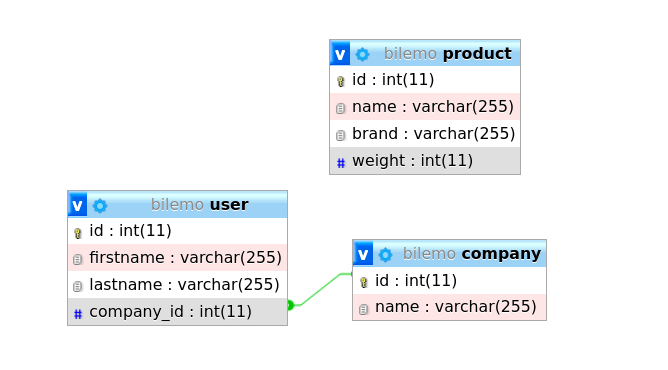 v bilemo product
id : int(11)
name : varchar(255)
brand : varchar(255)
# weight : int(11)
v bilemo user
id : int(11)
firstname : varchar(255)
lastname : varchar(255)
# company_id : int(11)
v bilemo company
id : int(11)
name : varchar(255)